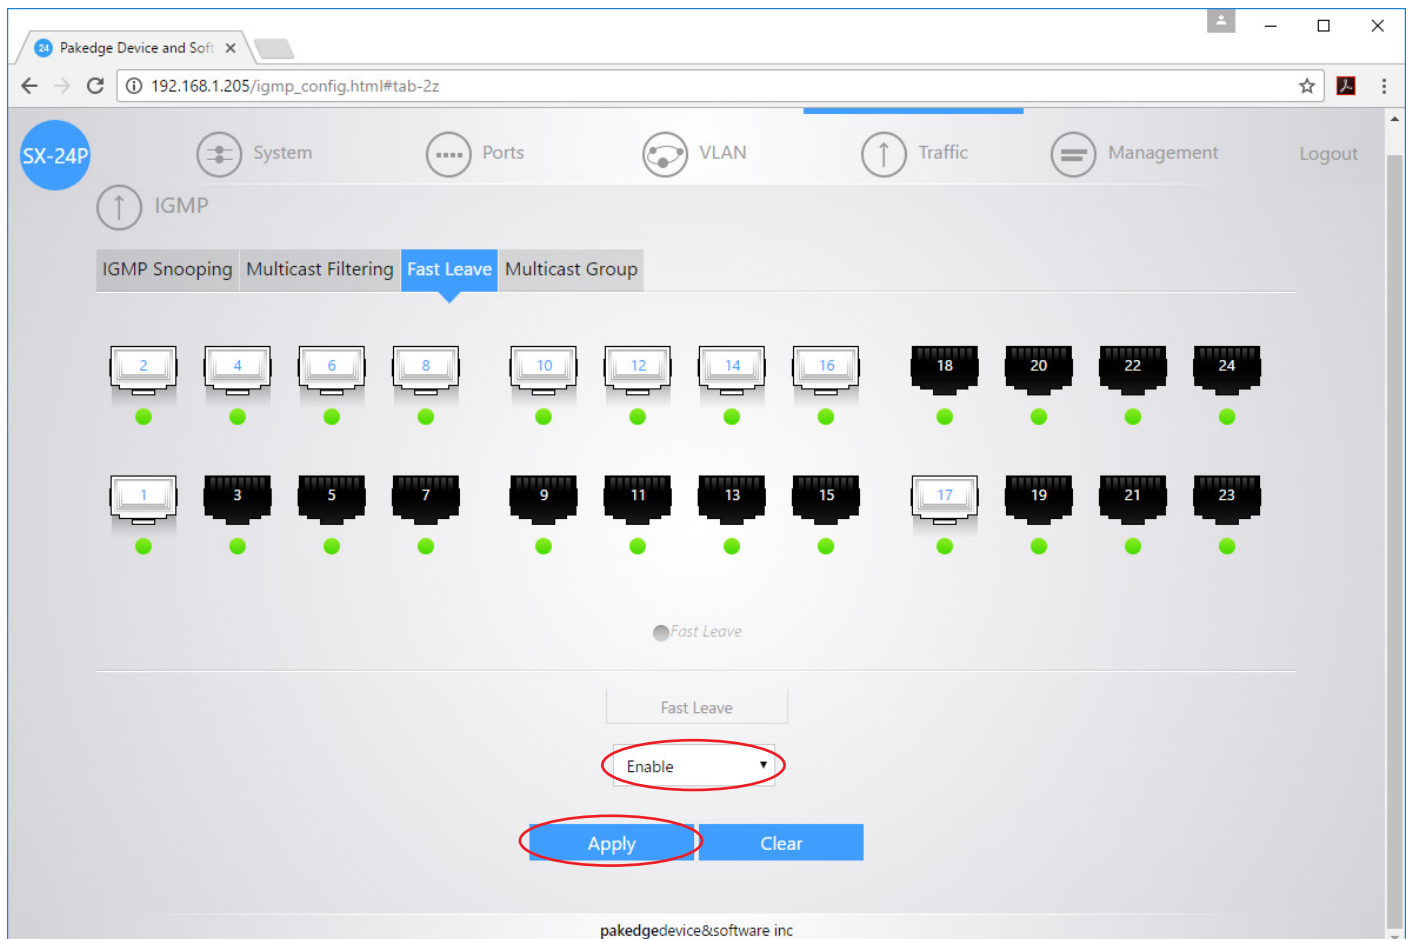 24 Pakedge Device and Soft
192.168.1.205/igmp_config.html#tab-2z
SX-24P System Ports VLAN Traffic Management Logout
IGMP
IGMP Snooping Multicast Filtering Fast Leave Multicast Group
2 4 6 8 10 12 14 16 18 20 22 24
1 3 5 7 9 11 13 15 17 19 21 23
Fast Leave
Fast Leave
Enable
Apply Clear
pakedgedevice&software inc